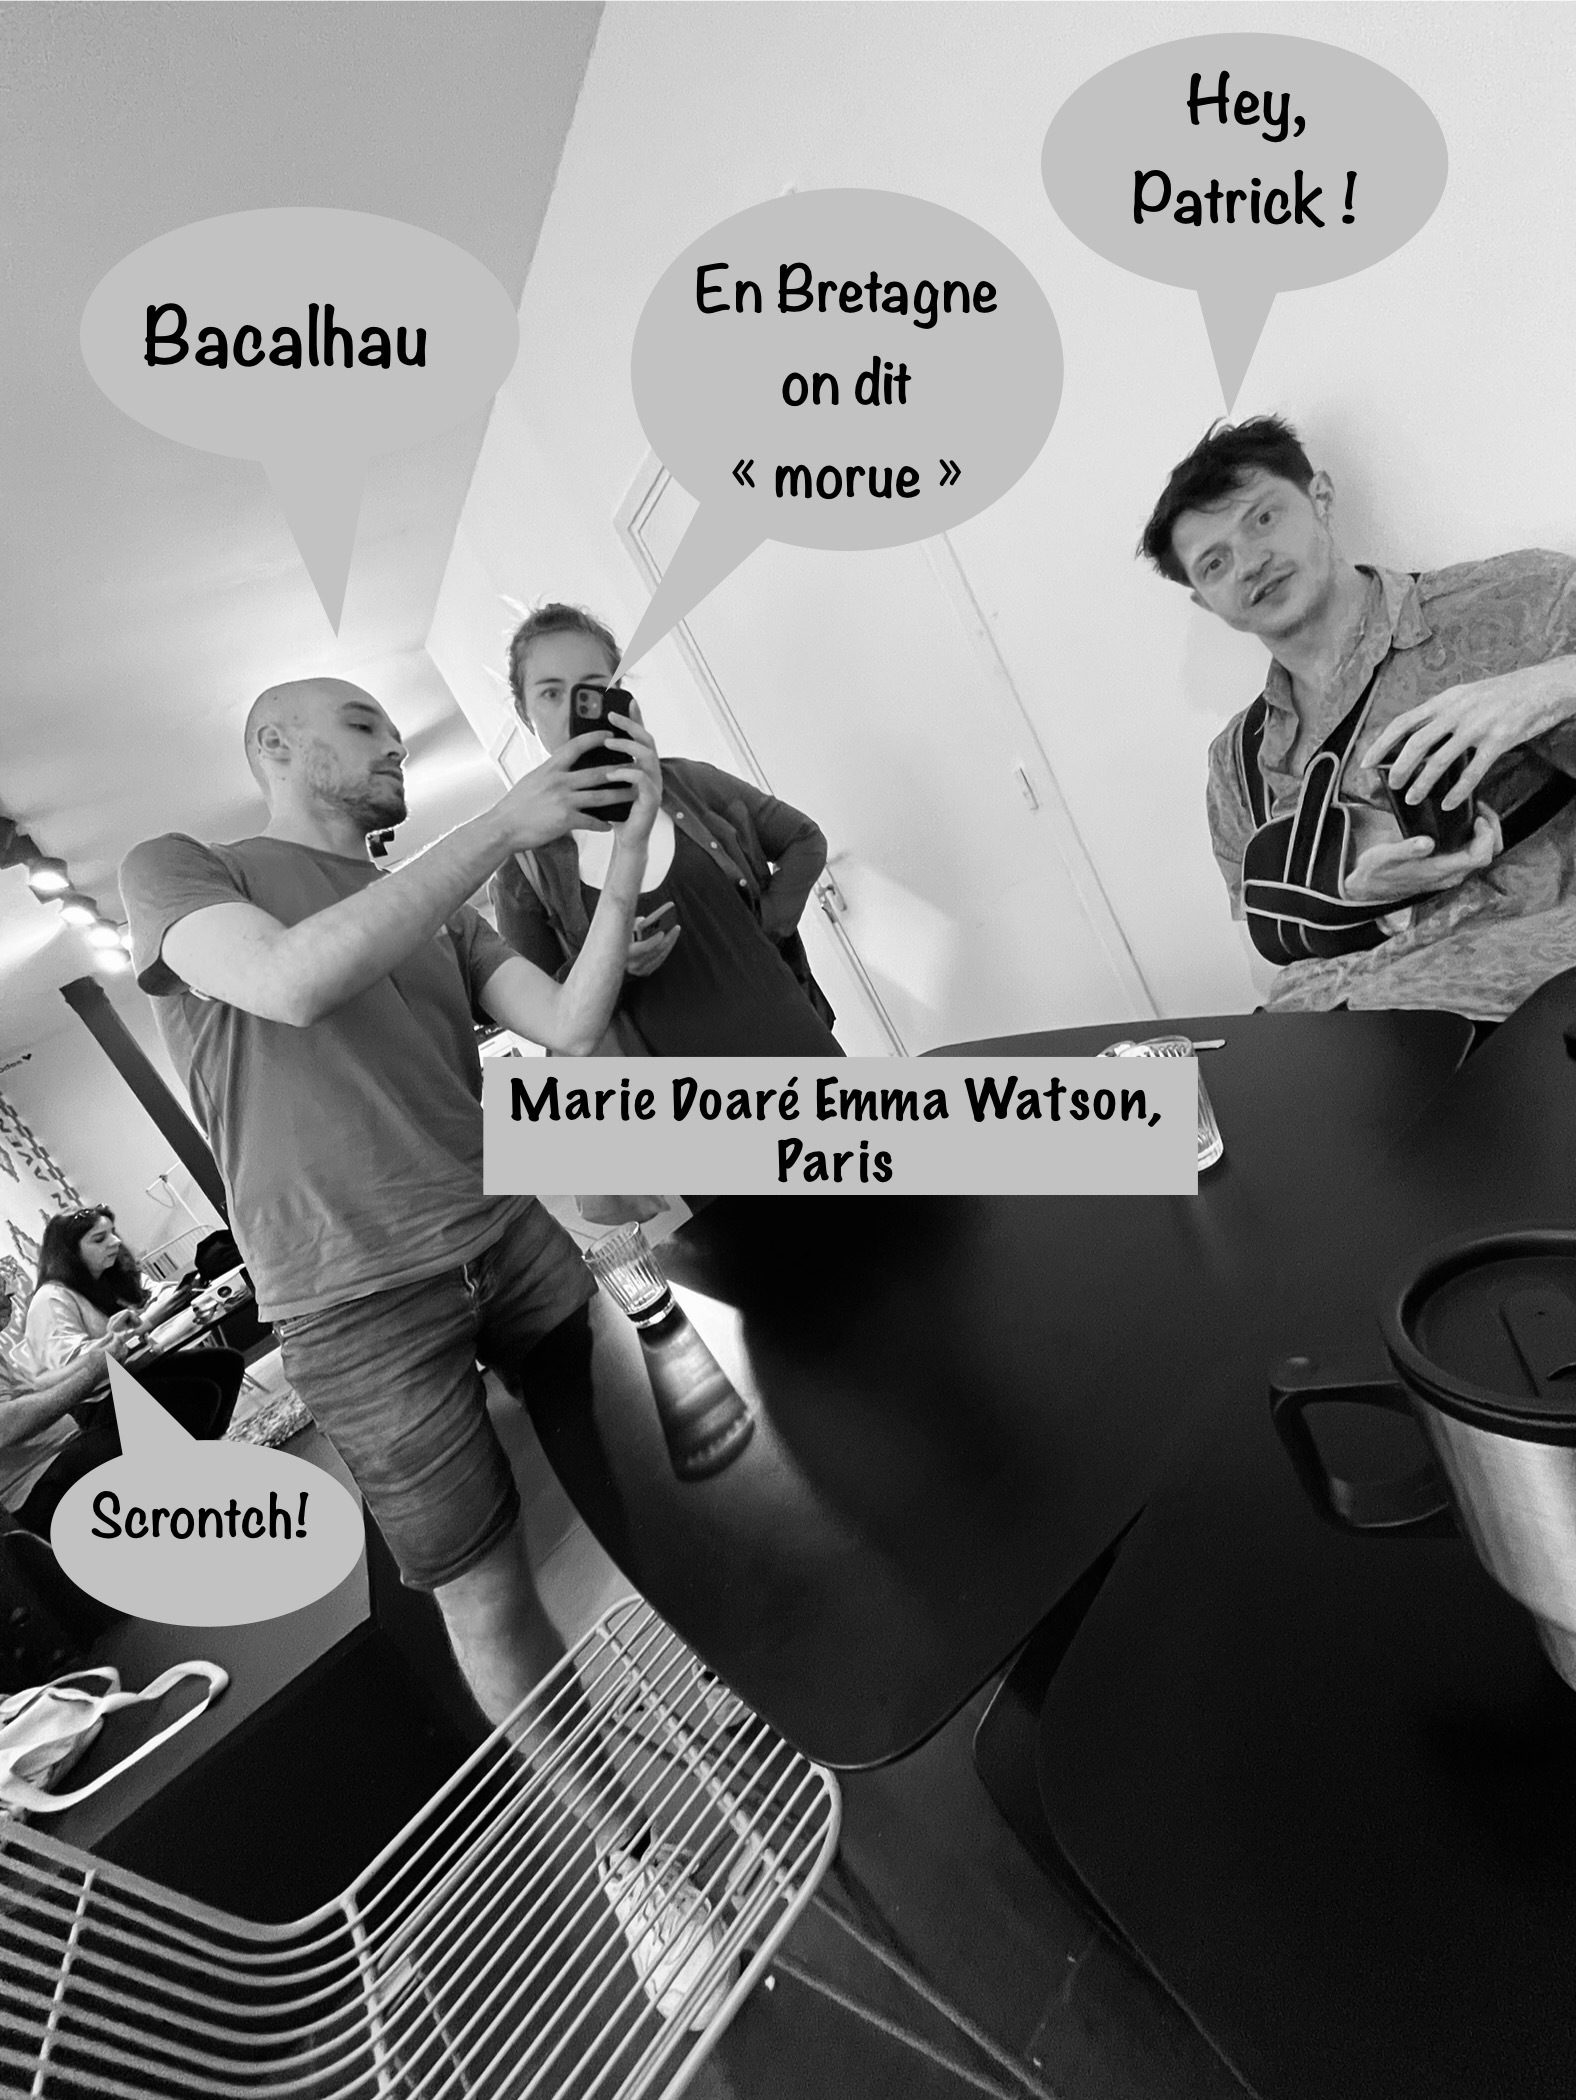 Hey,
Patrick !
Bacalhau
En Bretagne
on dit
« morue »
Marie Doaré Emma Watson,
Paris
Scrontch!